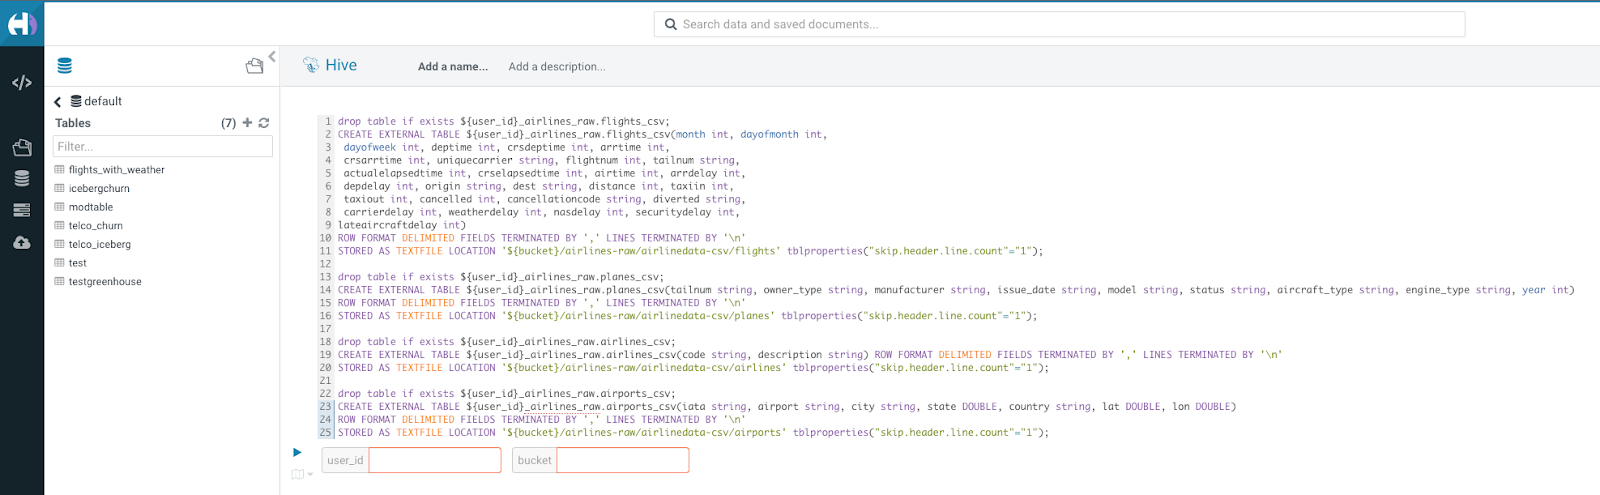 Search data and saved documents...
Hive
Add a name...
Add a description...
default
Tables
(7)
Filter...
flights_with_weather
icebergchurn
modtable
telco_churn
telco_iceberg
test
testgreenhouse
1 drop table if exists ${user_id}_airlines_raw.flights_csv;
2 CREATE EXTERNAL TABLE ${user_id}_airlines_raw.flights_csv(month int, dayofmonth int,
3 dayofweek int, deptime int, crsdeptime int, arrtime int,
4 crsarrtime int, uniquecarrier string, flightnum int, tailnum string,
5 actualelapsedtime int, crselapsedtime int, airtime int, arrdelay int,
6 depdelay int, origin string, dest string, distance int, taxiin int,
7 taxiout int, cancelled int, cancellationcode string, diverted string,
8 carrierdelay int, weatherdelay int, nasdelay int, securitydelay int,
9 lateaircraftdelay int)
10 ROW FORMAT DELIMITED FIELDS TERMINATED BY ',' LINES TERMINATED BY '\n'
11 STORED AS TEXTFILE LOCATION '${bucket}/airlines-raw/airlinedata-csv/flights' tblproperties("skip.header.line.count"="1");
12
13 drop table if exists ${user_id}_airlines_raw.planes_csv;
14 CREATE EXTERNAL TABLE ${user_id}_airlines_raw.planes_csv(tailnum string, owner_type string, manufacturer string, issue_date string, model string, status string, aircraft_type string, engine_type string, year int)
15 ROW FORMAT DELIMITED FIELDS TERMINATED BY ',' LINES TERMINATED BY '\n'
16 STORED AS TEXTFILE LOCATION '${bucket}/airlines-raw/airlinedata-csv/planes' tblproperties("skip.header.line.count"="1");
17
18 drop table if exists ${user_id}_airlines_raw.airlines_csv;
19 CREATE EXTERNAL TABLE ${user_id}_airlines_raw.airlines_csv(code string, description string) ROW FORMAT DELIMITED FIELDS TERMINATED BY ',' LINES TERMINATED BY '\n'
20 STORED AS TEXTFILE LOCATION '${bucket}/airlines-raw/airlinedata-csv/airlines' tblproperties("skip.header.line.count"="1");
21
22 drop table if exists ${user_id}_airlines_raw.airports_csv;
23 CREATE EXTERNAL TABLE ${user_id}_airlines_raw.airports_csv(iata string, airport string, city string, state DOUBLE, country string, lat DOUBLE, lon DOUBLE)
24 ROW FORMAT DELIMITED FIELDS TERMINATED BY ',' LINES TERMINATED BY '\n'
25 STORED AS TEXTFILE LOCATION '${bucket}/airlines-raw/airlinedata-csv/airports' tblproperties("skip.header.line.count"="1");
user_id
bucket